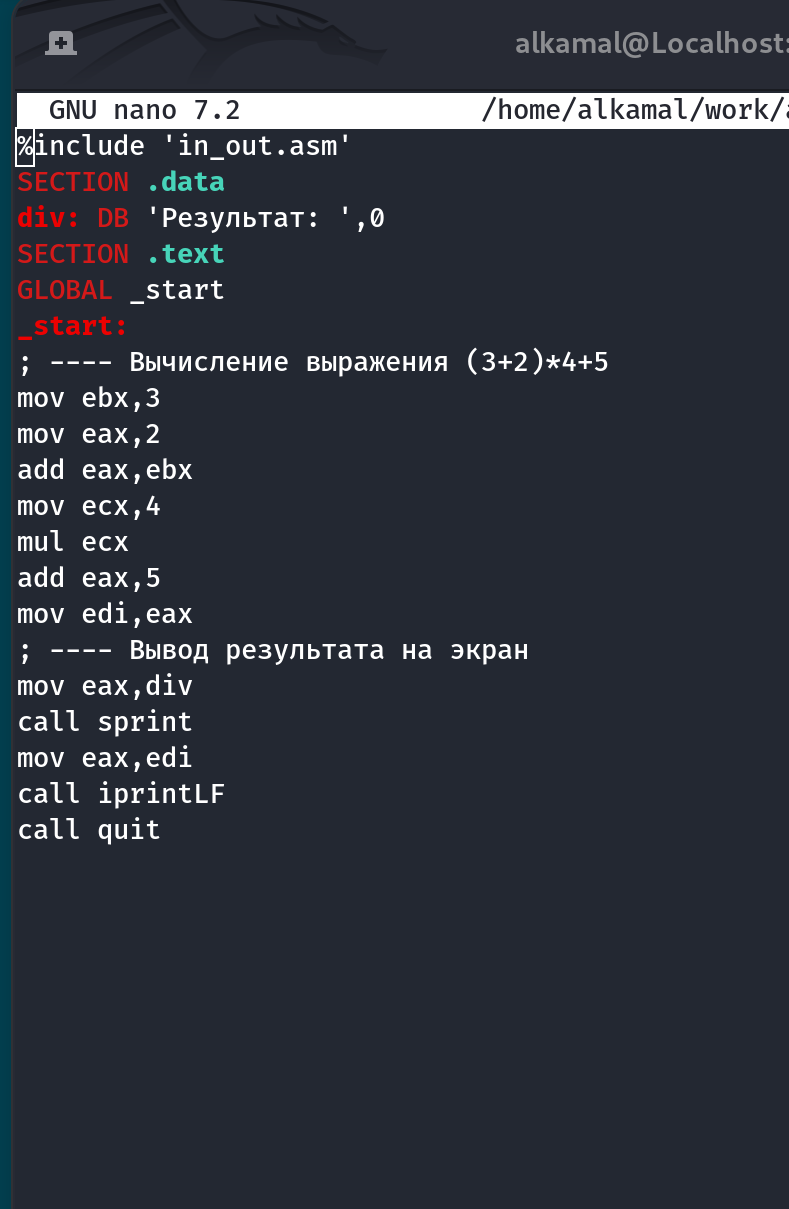 alkamal@Localhost:
GNU nano 7.2 /home/alkamal/work/a
%include 'in_out.asm'
SECTION .data
div: DB 'Результат: ',0
SECTION .text
GLOBAL _start
_start:
; ---- Вычисление выражения (3+2)*4+5
mov ebx,3
mov eax,2
add eax,ebx
mov ecx,4
mul ecx
add eax,5
mov edi,eax
; ---- Вывод результата на экран
mov eax,div
call sprint
mov eax,edi
call iprintLF
call quit